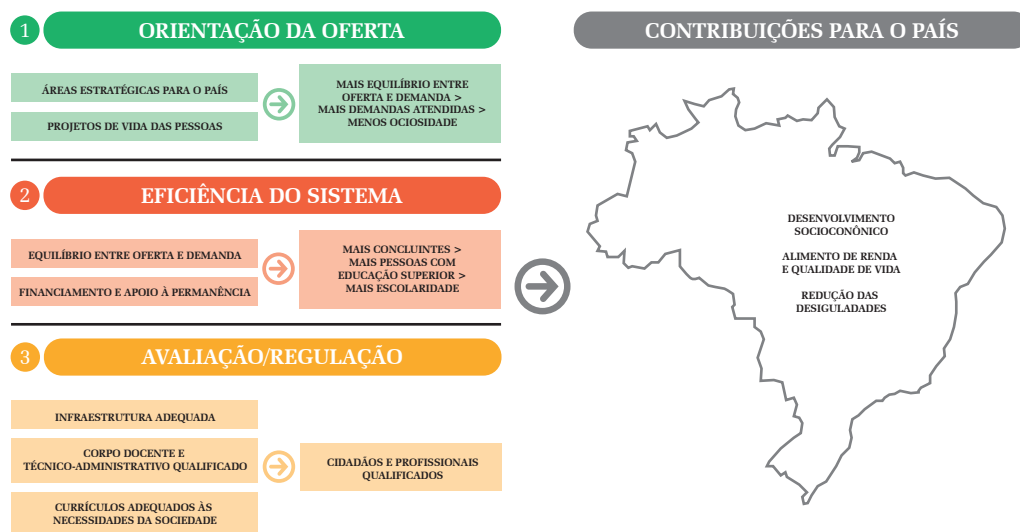 1
ORIENTAÇÃO DA OFERTA
ÁREAS ESTRATÉGICAS PARA O PAÍS
PROJETOS DE VIDA DAS PESSOAS
MAIS EQUILÍBRIO ENTRE
OFERTA E DEMANDA >
MAIS DEMANDAS ATENDIDAS >
MENOS OCIOSIDADE
2
EFICIÊNCIA DO SISTEMA
EQUILÍBRIO ENTRE OFERTA E DEMANDA
FINANCIAMENTO E APOIO À PERMANÊNCIA
MAIS CONCLUINTES >
MAIS PESSOAS COM
EDUCAÇÃO SUPERIOR >
MAIS ESCOLARIDADE
3
AVALIAÇÃO/REGULAÇÃO
INFRAESTRUTURA ADEQUADA
CORPO DOCENTE E
TÉCNICO-ADMINISTRATIVO QUALIFICADO
CURRÍCULOS ADEQUADOS ÀS
NECESSIDADES DA SOCIEDADE
CIDADÃOS E PROFISSIONAIS
QUALIFICADOS
CONTRIBUIÇÕES PARA O PAÍS
DESENVOLVIMENTO
SOCIOCONÔNICO
ALIMENTO DE RENDA
E QUALIDADE DE VIDA
REDUÇÃO DAS
DESIGULADADES